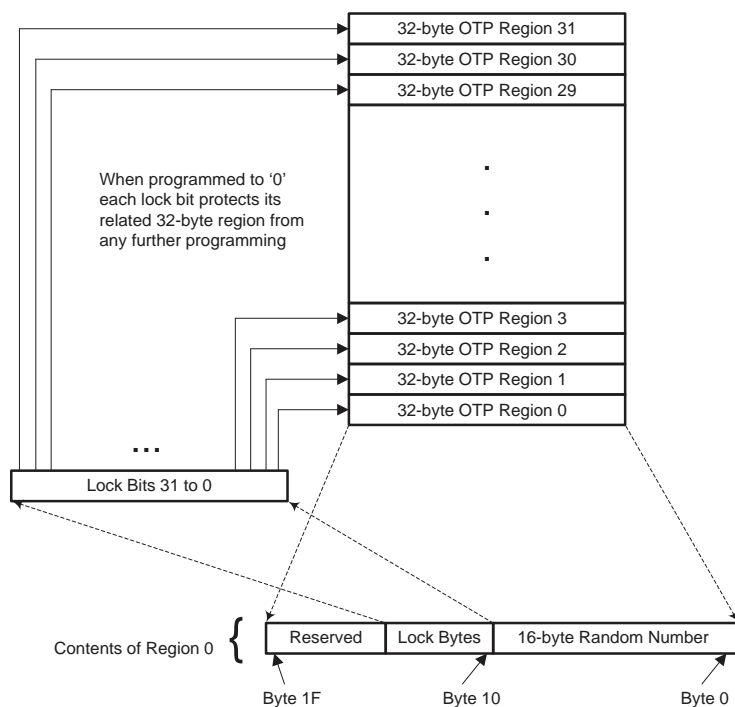 32-byte OTP Region 31
32-byte OTP Region 30
32-byte OTP Region 29
When programmed to ‘0’
each lock bit protects its
related 32-byte region from
any further programming
.
.
.
32-byte OTP Region 3
32-byte OTP Region 2
32-byte OTP Region 1
32-byte OTP Region 0
...
Lock Bits 31 to 0
Contents of Region 0 {
Reserved
Lock Bytes
16-byte Random Number
Byte 1F
Byte 10
Byte 0